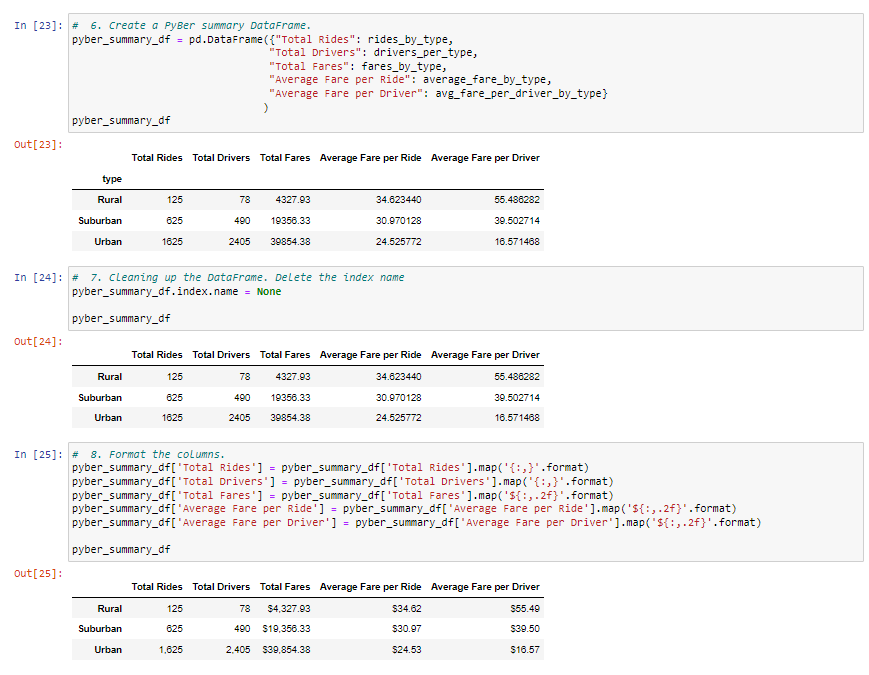 In [23]: # 6. Create a PyBer summary DataFrame.
pyber_summary_df = pd.DataFrame({"Total Rides": rides_by_type,
"Total Drivers": drivers_per_type,
"Total Fares": fares_by_type,
"Average Fare per Ride": average_fare_by_type,
"Average Fare per Driver": avg_fare_per_driver_by_type}
)
pyber_summary_df
Out[23]:
Total Rides Total Drivers Total Fares Average Fare per Ride Average Fare per Driver
type
Rural 125 78 4327.93 34.623440 55.486282
Suburban 625 490 19356.33 30.970128 39.502714
Urban 1625 2405 39854.38 24.525772 16.571468
In [24]: # 7. Cleaning up the DataFrame. Delete the index name
pyber_summary_df.index.name = None
pyber_summary_df
Out[24]:
Total Rides Total Drivers Total Fares Average Fare per Ride Average Fare per Driver
Rural 125 78 4327.93 34.623440 55.486282
Suburban 625 490 19356.33 30.970128 39.502714
Urban 1625 2405 39854.38 24.525772 16.571468
In [25]: # 8. Format the columns.
pyber_summary_df['Total Rides'] = pyber_summary_df['Total Rides'].map('{:,}'.format)
pyber_summary_df['Total Drivers'] = pyber_summary_df['Total Drivers'].map('{:,}'.format)
pyber_summary_df['Total Fares'] = pyber_summary_df['Total Fares'].map('${:,.2f}'.format)
pyber_summary_df['Average Fare per Ride'] = pyber_summary_df['Average Fare per Ride'].map('${:,.2f}'.format)
pyber_summary_df['Average Fare per Driver'] = pyber_summary_df['Average Fare per Driver'].map('${:,.2f}'.format)
pyber_summary_df
Out[25]:
Total Rides Total Drivers Total Fares Average Fare per Ride Average Fare per Driver
Rural 125 78 $4,327.93 $34.62 $55.49
Suburban 625 490 $19,356.33 $30.97 $39.50
Urban 1,625 2,405 $39,854.38 $24.53 $16.57